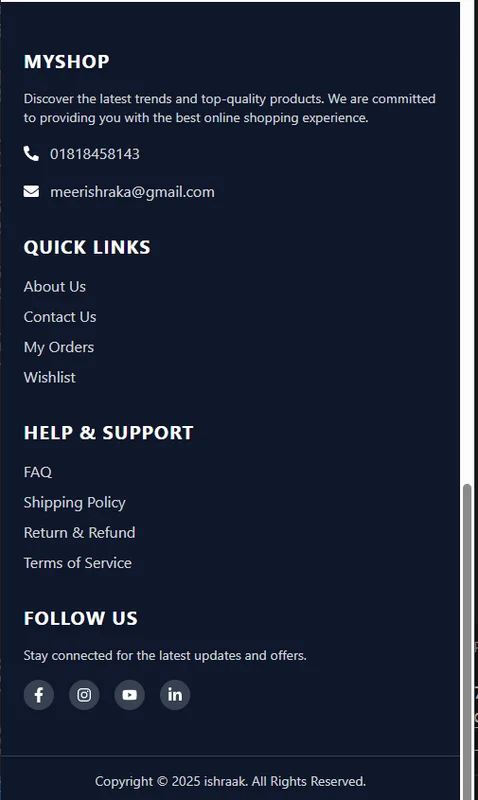 MYSHOP
Discover the latest trends and top-quality products. We are committed
to providing you with the best online shopping experience.
01818458143
meerishraka@gmail.com
QUICK LINKS
About Us
Contact Us
My Orders
Wishlist
HELP & SUPPORT
FAQ
Shipping Policy
Return & Refund
Terms of Service
FOLLOW US
Stay connected for the latest updates and offers.
Copyright © 2025 ishraak. All Rights Reserved.